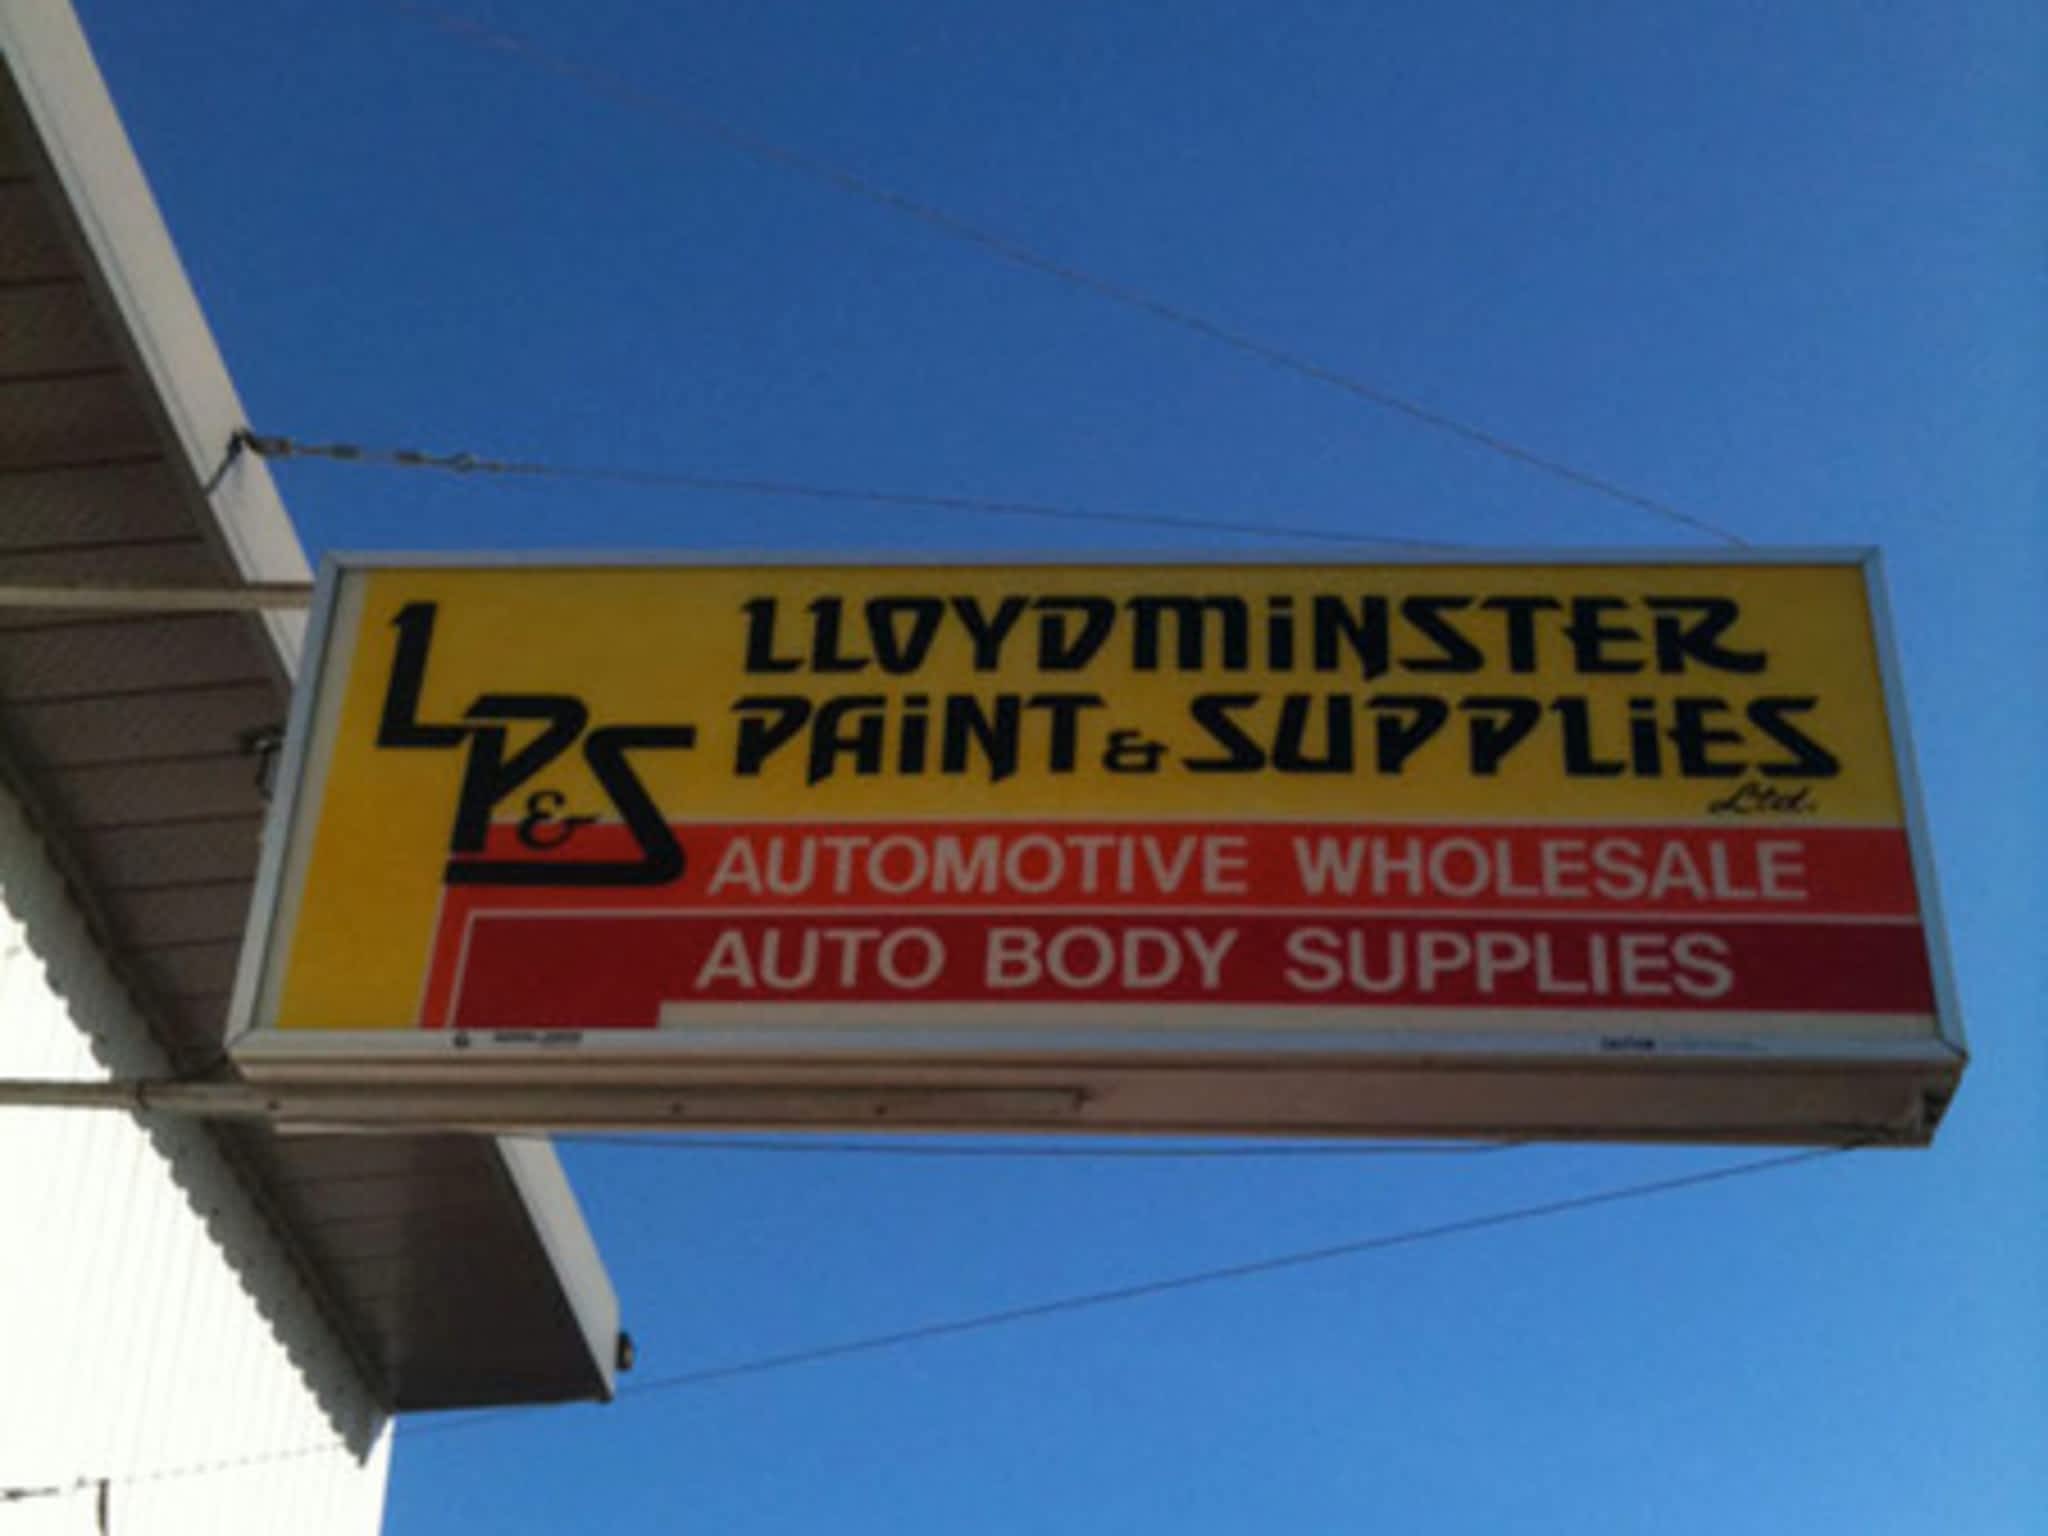 LP&S
LLOYDMiNSTER
PAiNT & SUPPLiES
Ltd.
AUTOMOTIVE WHOLESALE
AUTO BODY SUPPLIES